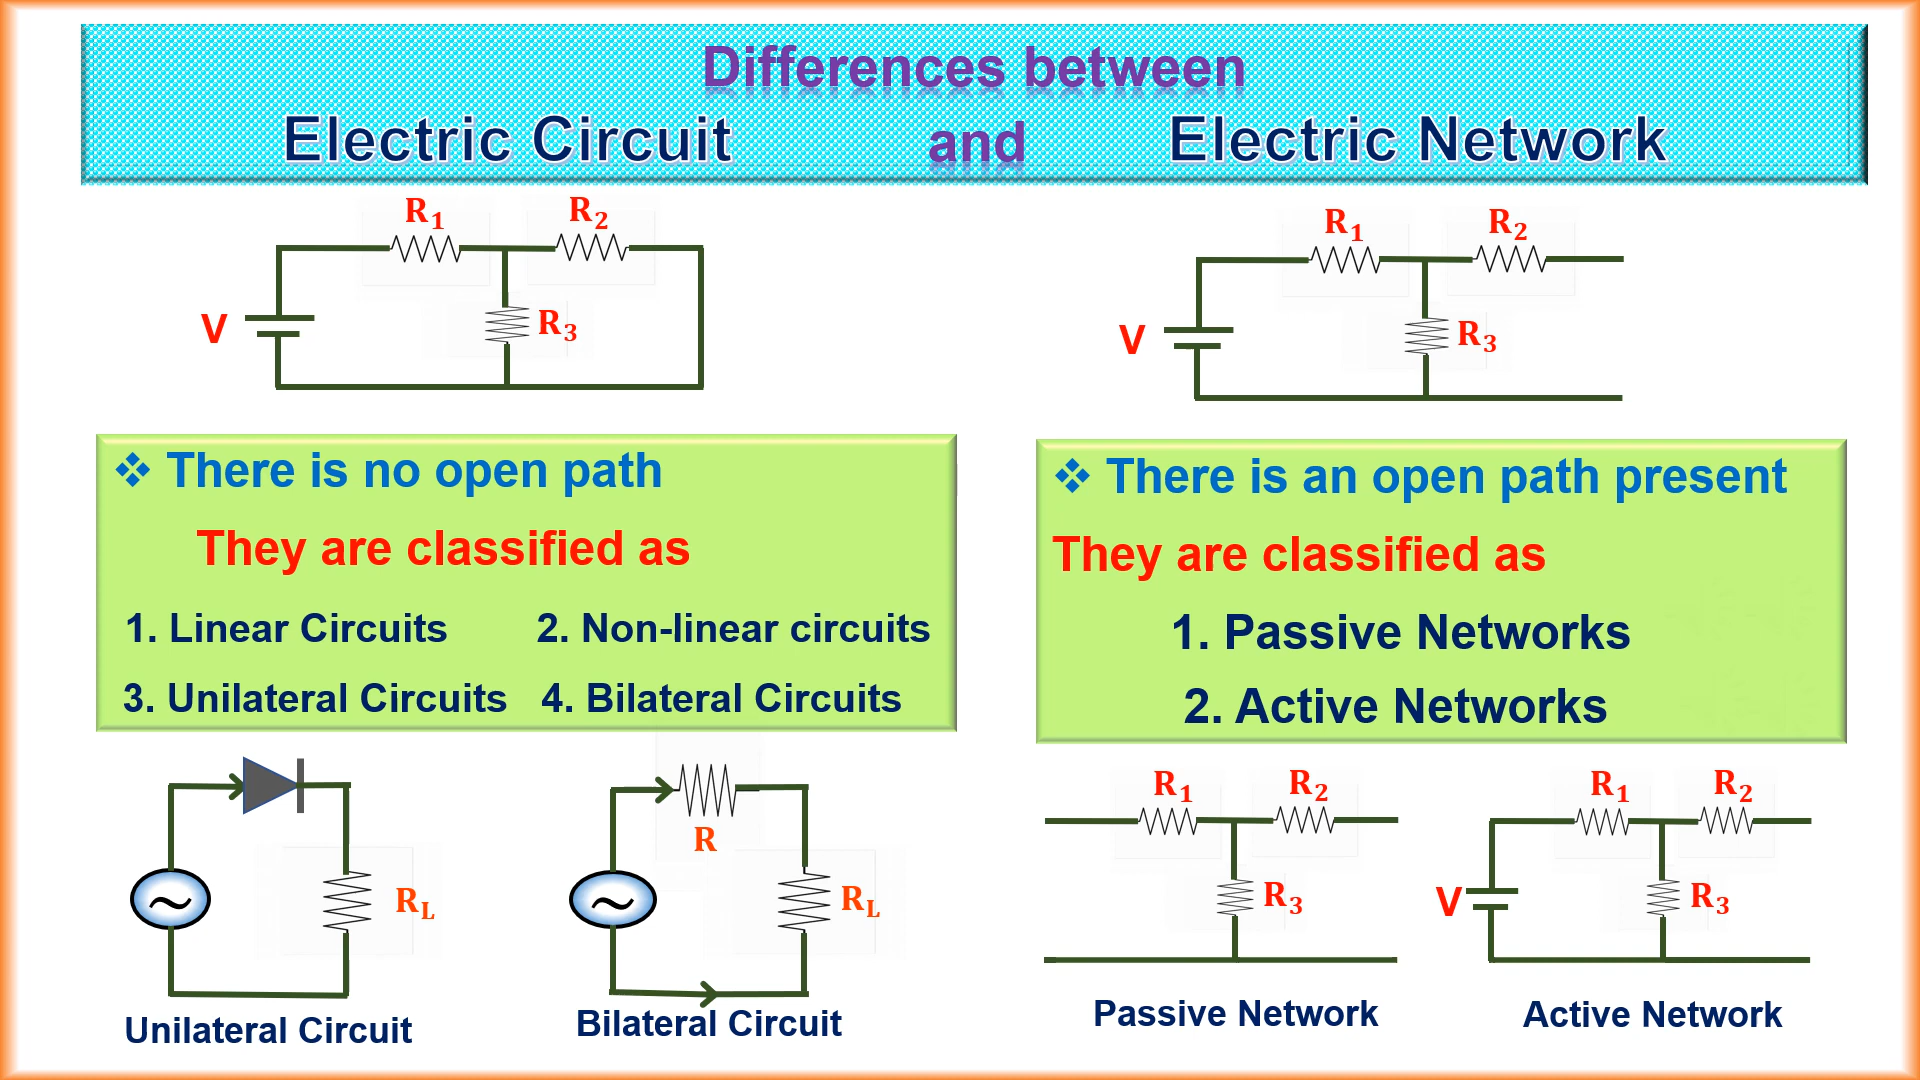 Differences between
Electric Circuit and Electric Network
R1 R2
V R3
R1 R2
V R3
❖ There is no open path
They are classified as
1. Linear Circuits 2. Non-linear circuits
3. Unilateral Circuits 4. Bilateral Circuits
❖ There is an open path present
They are classified as
1. Passive Networks
2. Active Networks
~ RL
Unilateral Circuit
R
~ RL
Bilateral Circuit
R1 R2
R3
Passive Network
R1 R2
V R3
Active Network